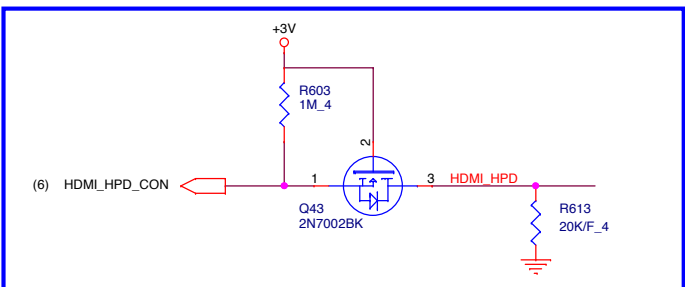 +3V
R603
1M_4
2
(6) HDMI_HPD_CON
1
3
HDMI_HPD
Q43
2N7002BK
R613
20K/F_4